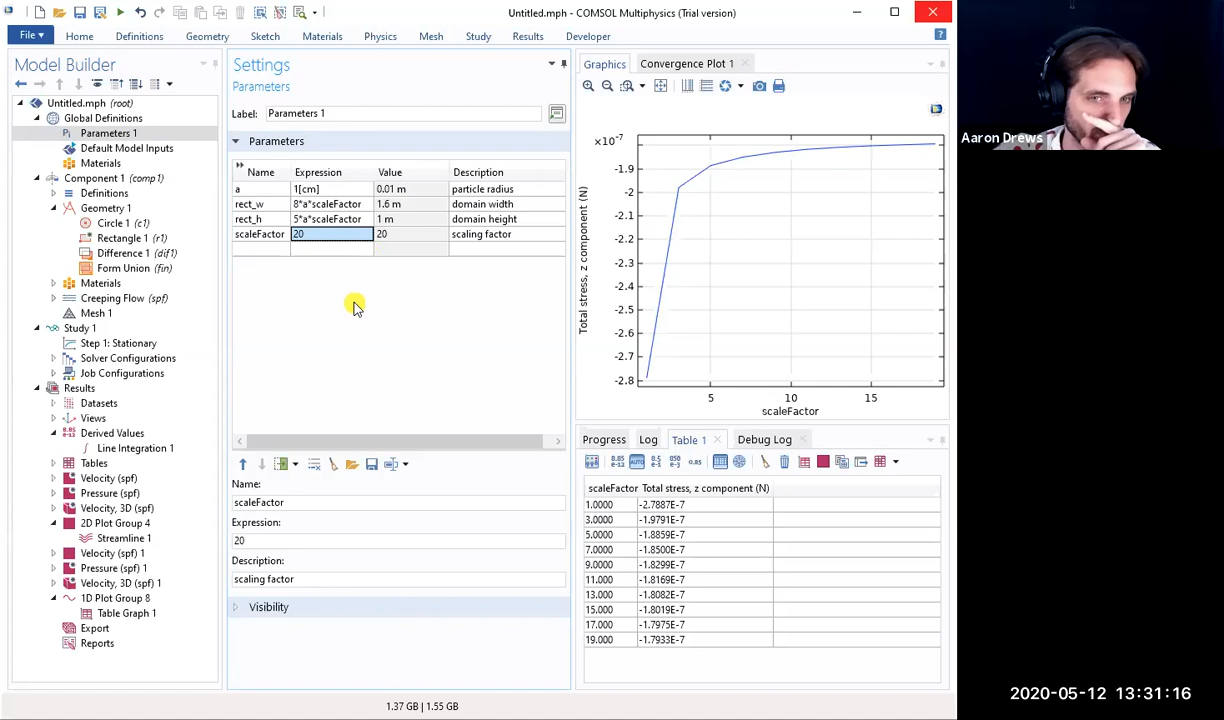 Untitled.mph - COMSOL Multiphysics (Trial version)
File
Home
Definitions
Geometry
Sketch
Materials
Physics
Mesh
Study
Results
Developer
Model Builder
Untitled.mph (root)
Global Definitions
Pi Parameters 1
Default Model Inputs
Materials
Component 1 (comp1)
Definitions
Geometry 1
Circle 1 (c1)
Rectangle 1 (r1)
Difference 1 (dif1)
Form Union (fin)
Materials
Creeping Flow (spf)
Mesh 1
Study 1
Step 1: Stationary
Solver Configurations
Job Configurations
Results
Datasets
Views
Derived Values
Line Integration 1
Tables
Velocity (spf)
Pressure (spf)
Velocity, 3D (spf)
2D Plot Group 4
Streamline 1
Velocity (spf) 1
Pressure (spf) 1
Velocity, 3D (spf) 1
1D Plot Group 8
Table Graph 1
Export
Reports
Settings
Parameters
Label: Parameters 1
Parameters
Name Expression Value Description
a 1[cm] 0.01 m particle radius
rect_w 8*a*scaleFactor 1.6 m domain width
rect_h 5*a*scaleFactor 1 m domain height
scaleFactor 20 20 scaling factor
Name:
scaleFactor
Expression:
20
Description:
scaling factor
Visibility
Graphics Convergence Plot 1
×10⁻⁷
-1.9
-2
-2.1
-2.2
-2.3
-2.4
-2.5
-2.6
-2.7
-2.8
Total stress, z component (N)
5 10 15
scaleFactor
Progress Log Table 1 Debug Log
8.85
e-12
AUTO
8.5
e-1
850
e-3
0.85
scaleFactor Total stress, z component (N)
1.0000 -2.7887E-7
3.0000 -1.9791E-7
5.0000 -1.8859E-7
7.0000 -1.8500E-7
9.0000 -1.8299E-7
11.000 -1.8169E-7
13.000 -1.8082E-7
15.000 -1.8019E-7
17.000 -1.7975E-7
19.000 -1.7933E-7
1.37 GB | 1.55 GB
Aaron Drews
2020-05-12 13:31:16